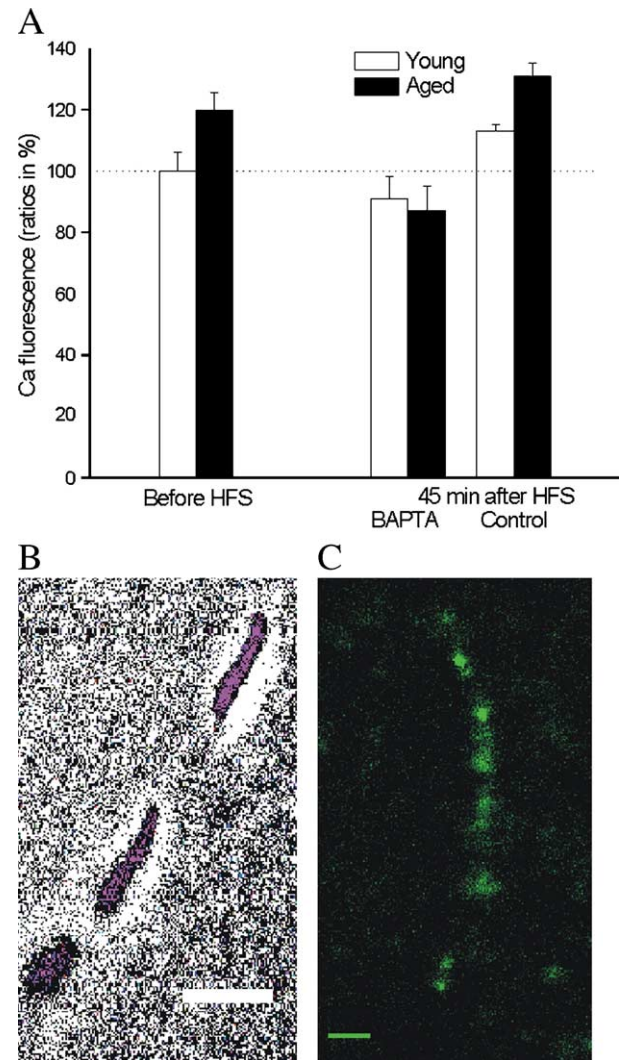 A
Young
Aged
140
120
100
80
60
40
20
0
Ca fluorescence (ratios in %)
Before HFS
45 min after HFS
BAPTA Control
B
C